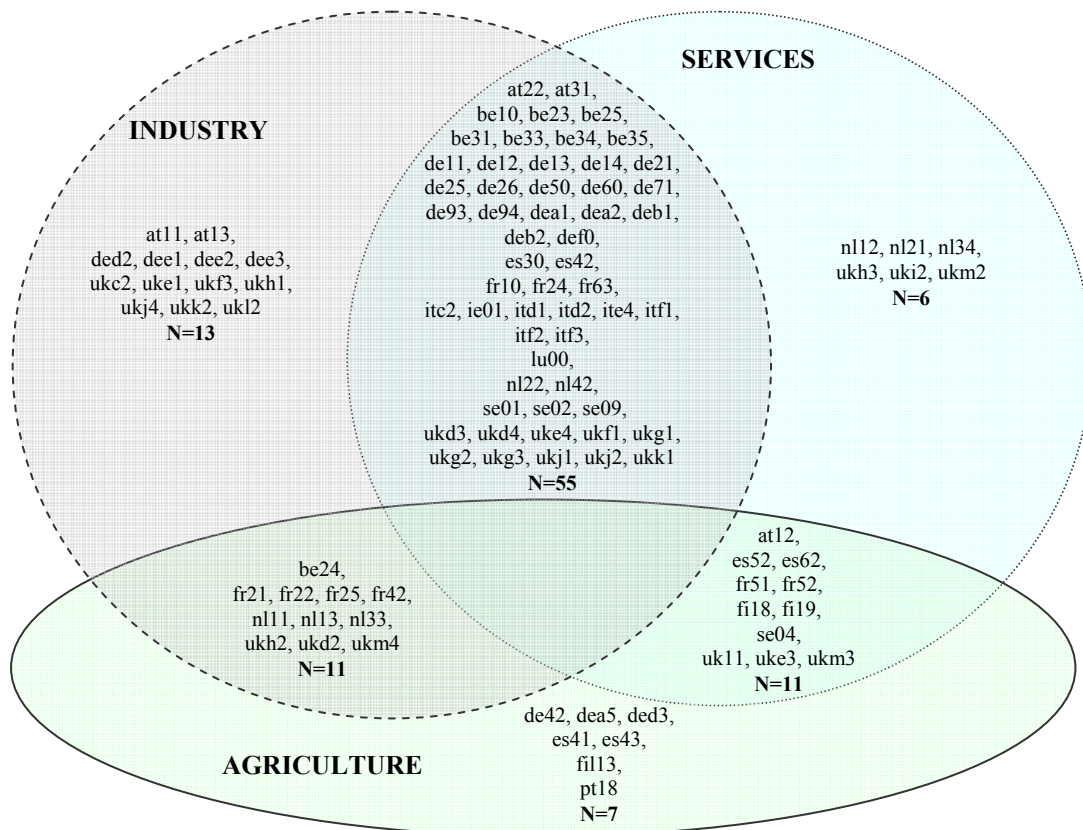 SERVICES
INDUSTRY
at22, at31,
be10, be23, be25,
be31, be33, be34, be35,
de11, de12, de13, de14, de21,
de25, de26, de50, de60, de71,
de93, de94, dea1, dea2, deb1,
deb2, def0,
es30, es42,
fr10, fr24, fr63,
itc2, ie01, itd1, itd2, ite4, itf1,
itf2, itf3,
lu00,
nl22, nl42,
se01, se02, se09,
ukd3, ukd4, uke4, ukf1, ukg1,
ukg2, ukg3, ukj1, ukj2, ukk1
N=55
at11, at13,
ded2, dee1, dee2, dee3,
ukc2, uke1, ukf3, ukh1,
ukj4, ukk2, ukl2
N=13
nl12, nl21, nl34,
ukh3, uki2, ukm2
N=6
be24,
fr21, fr22, fr25, fr42,
nl11, nl13, nl33,
ukh2, ukd2, ukm4
N=11
at12,
es52, es62,
fr51, fr52,
fi18, fi19,
se04,
uk11, uke3, ukm3
N=11
de42, dea5, ded3,
es41, es43,
fil13,
pt18
N=7
AGRICULTURE